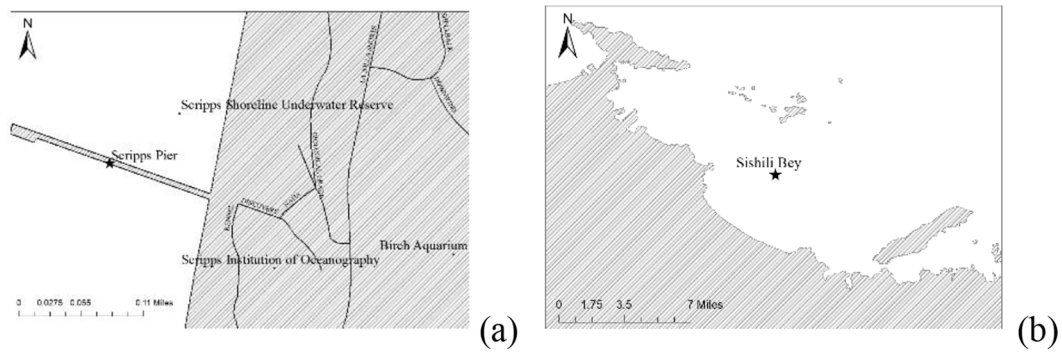 N
Scripps Shoreline Underwater Reserve
Scripps Pier
DISCOVERY
Birch Aquarium
Scripps Institution of Oceanography
0 0.0275 0.055 0.11 Miles
(a)
N
Sishili Bey
0 1.75 3.5 7 Miles
(b)